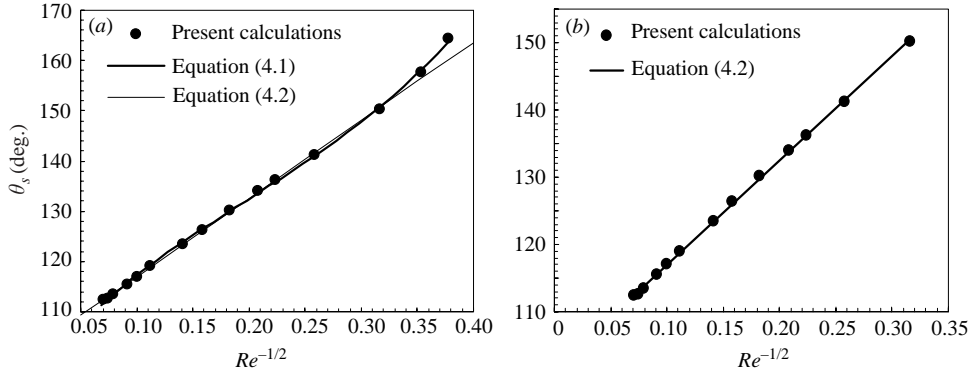 (a)
Present calculations
Equation (4.1)
Equation (4.2)
170
160
150
140
130
120
110
θs (deg.)
0.05 0.10 0.15 0.20 0.25 0.30 0.35 0.40
Re−1/2
(b)
Present calculations
Equation (4.2)
150
140
130
120
110
0 0.05 0.10 0.15 0.20 0.25 0.30 0.35
Re−1/2